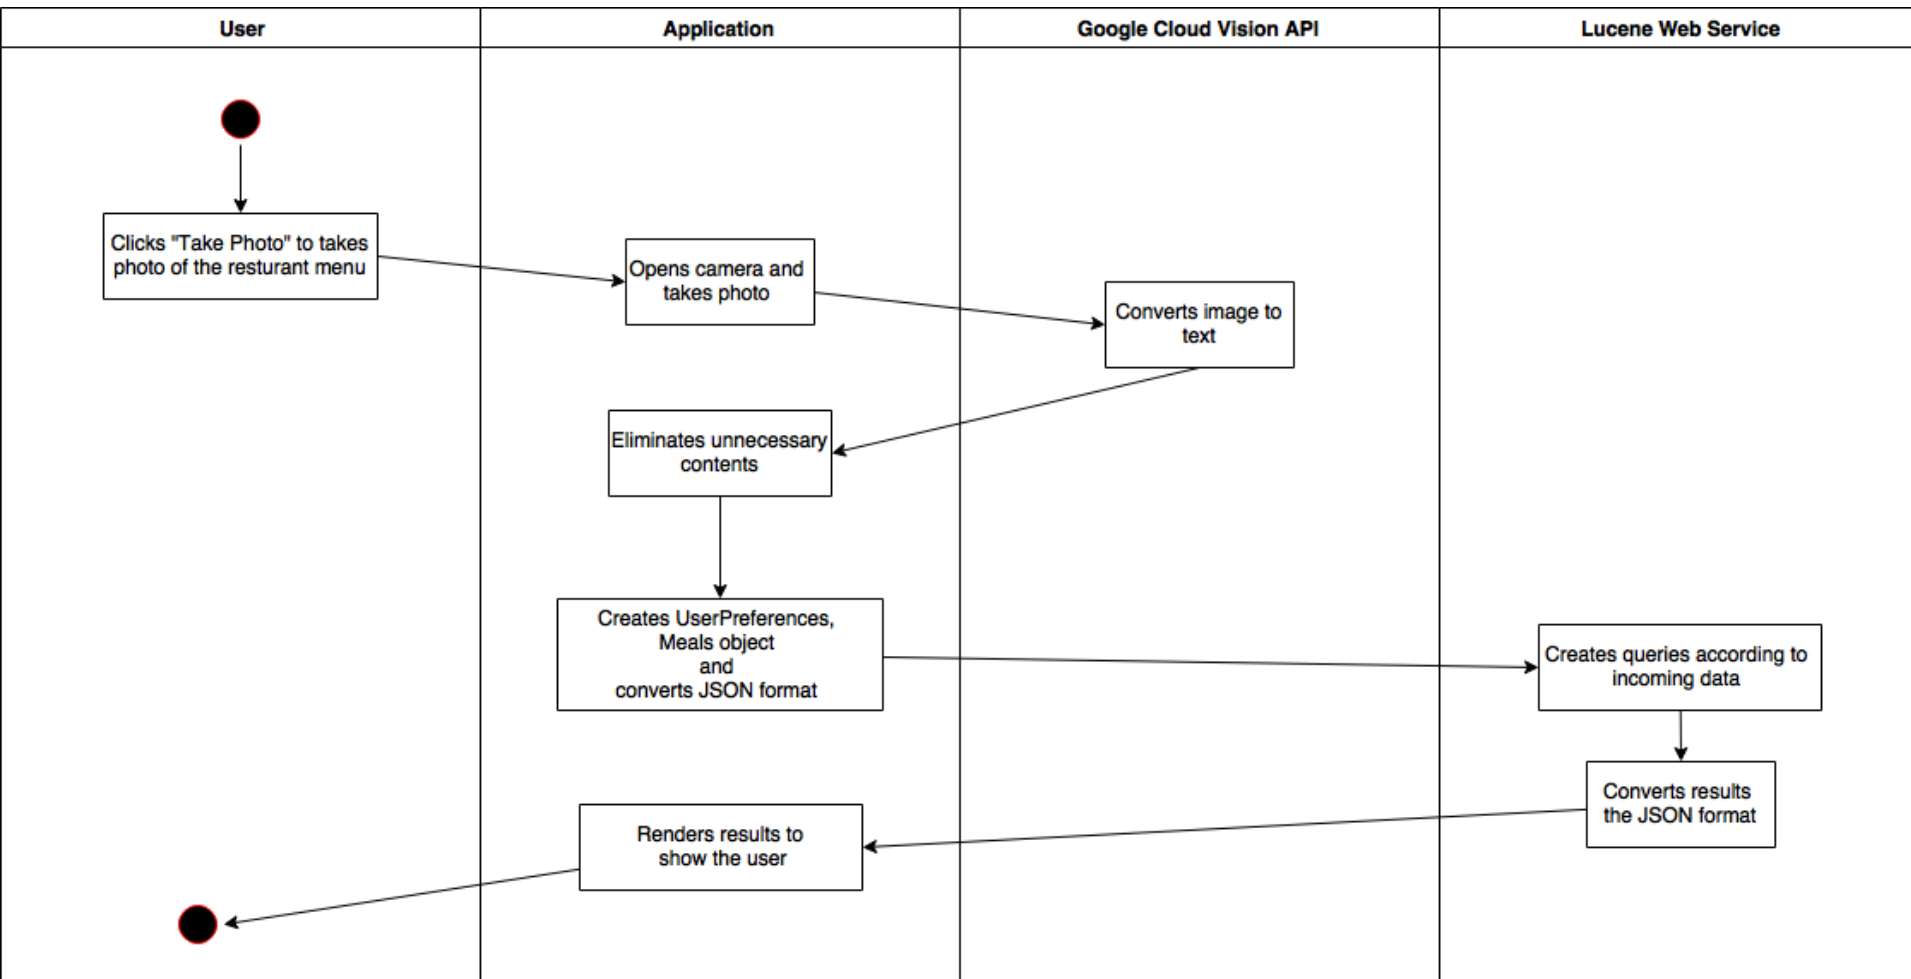 User
Application
Google Cloud Vision API
Lucene Web Service
Clicks "Take Photo" to takes
photo of the resturant menu
Opens camera and
takes photo
Converts image to
text
Eliminates unnecessary
contents
Creates UserPreferences,
Meals object
and
converts JSON format
Creates queries according to
incoming data
Converts results
the JSON format
Renders results to
show the user